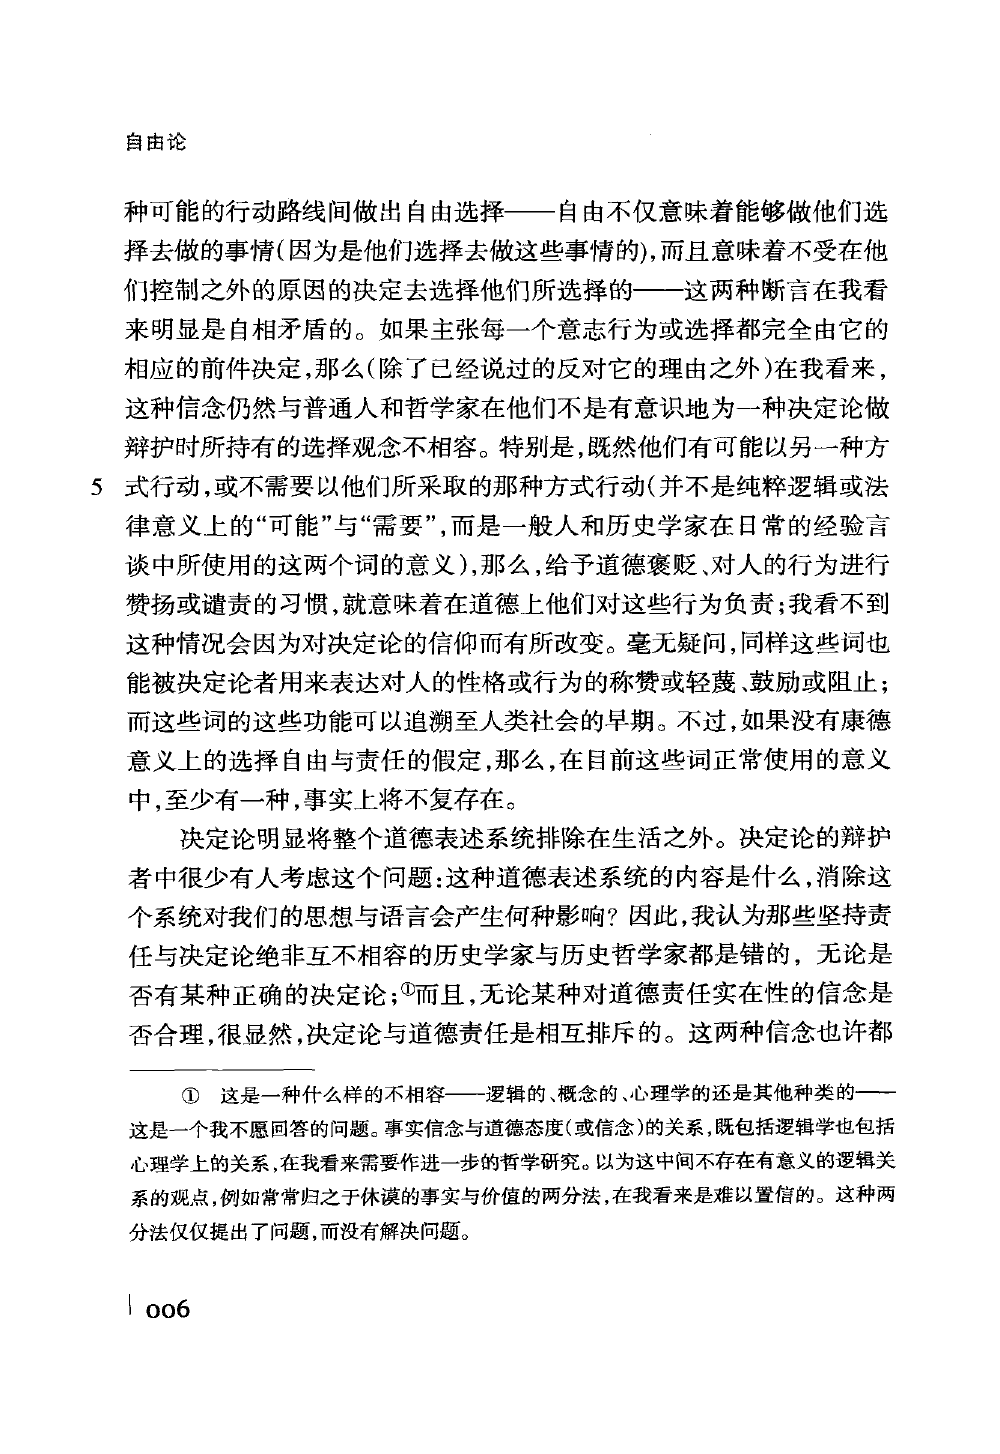 自由论
种可能的行动路线间做出自由选择——自由不仅意味着能够做他们选
择去做的事情(因为是他们选择去做这些事情的),而且意味着不受在他
们控制之外的原因的决定去选择他们所选择的——这两种断言在我看
来明显是自相矛盾的。如果主张每一个意志行为或选择都完全由它的
相应的前件决定,那么(除了已经说过的反对它的理由之外)在我看来,
这种信念仍然与普通人和哲学家在他们不是有意识地为一种决定论做
辩护时所持有的选择观念不相容。特别是,既然他们有可能以另一种方
5 式行动,或不需要以他们所采取的那种方式行动(并不是纯粹逻辑或法
律意义上的“可能”与“需要”,而是一般人和历史学家在日常的经验言
谈中所使用的这两个词的意义),那么,给予道德褒贬、对人的行为进行
赞扬或谴责的习惯,就意味着在道德上他们对这些行为负责;我看不到
这种情况会因为对决定论的信仰而有所改变。毫无疑问,同样这些词也
能被决定论者用来表达对人的性格或行为的称赞或轻蔑、鼓励或阻止;
而这些词的这些功能可以追溯至人类社会的早期。不过,如果没有康德
意义上的选择自由与责任的假定,那么,在目前这些词正常使用的意义
中,至少有一种,事实上将不复存在。
决定论明显将整个道德表述系统排除在生活之外。决定论的辩护
者中很少有人考虑这个问题:这种道德表述系统的内容是什么,消除这
个系统对我们的思想与语言会产生何种影响?因此,我认为那些坚持责
任与决定论绝非互不相容的历史学家与历史哲学家都是错的,无论是
否有某种正确的决定论;①而且,无论某种对道德责任实在性的信念是
否合理,很显然,决定论与道德责任是相互排斥的。这两种信念也许都
① 这是一种什么样的不相容——逻辑的、概念的、心理学的还是其他种类的——
这是一个我不愿回答的问题。事实信念与道德态度(或信念)的关系,既包括逻辑学也包括
心理学上的关系,在我看来需要作进一步的哲学研究。以为这中间不存在有意义的逻辑关
系的观点,例如常常归之于休谟的事实与价值的两分法,在我看来是难以置信的。这种两
分法仅仅提出了问题,而没有解决问题。
006